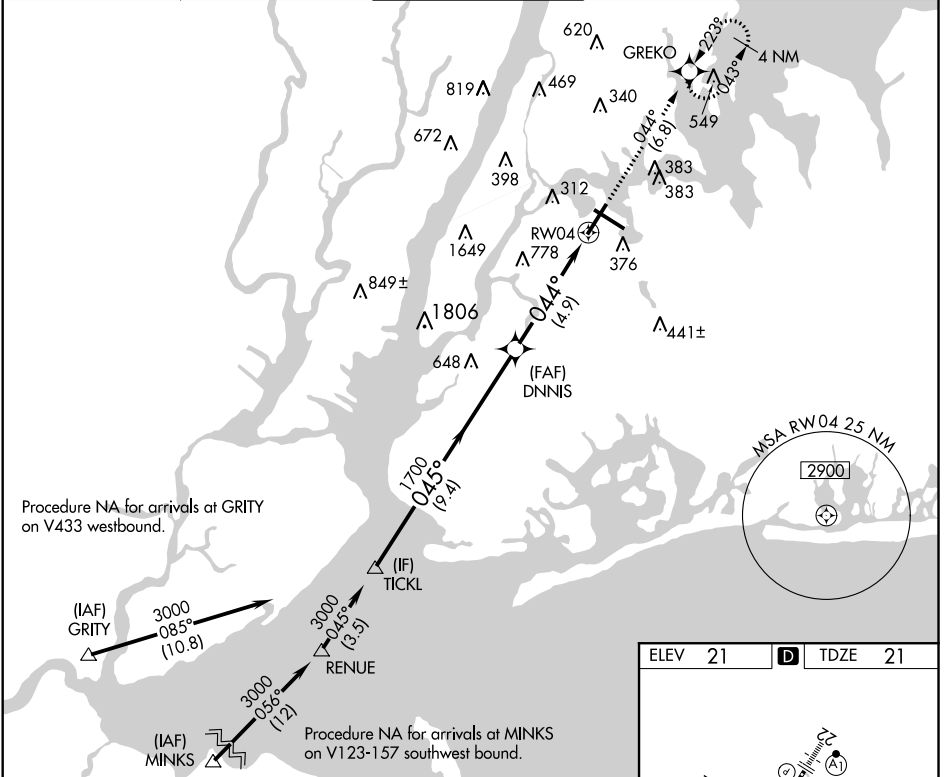 620
GREKO
223°
4 NM
043°
819
469
340
549
044°
(6.8)
672
398
383
383
312
RW04
1649
778
376
849±
044°
(4.9)
1806
441±
648
(FAF)
DNNIS
MSA RW04 25 NM
2900
1700
045°
(9.4)
Procedure NA for arrivals at GRITY
on V433 westbound.
(IF)
TICKL
(IAF)
GRITY
3000
085°
(10.8)
3000
045°
(3.5)
RENUE
3000
056°
(12)
(IAF)
MINKS
Procedure NA for arrivals at MINKS
on V123-157 southwest bound.
ELEV 21 D TDZE 21
22
A1